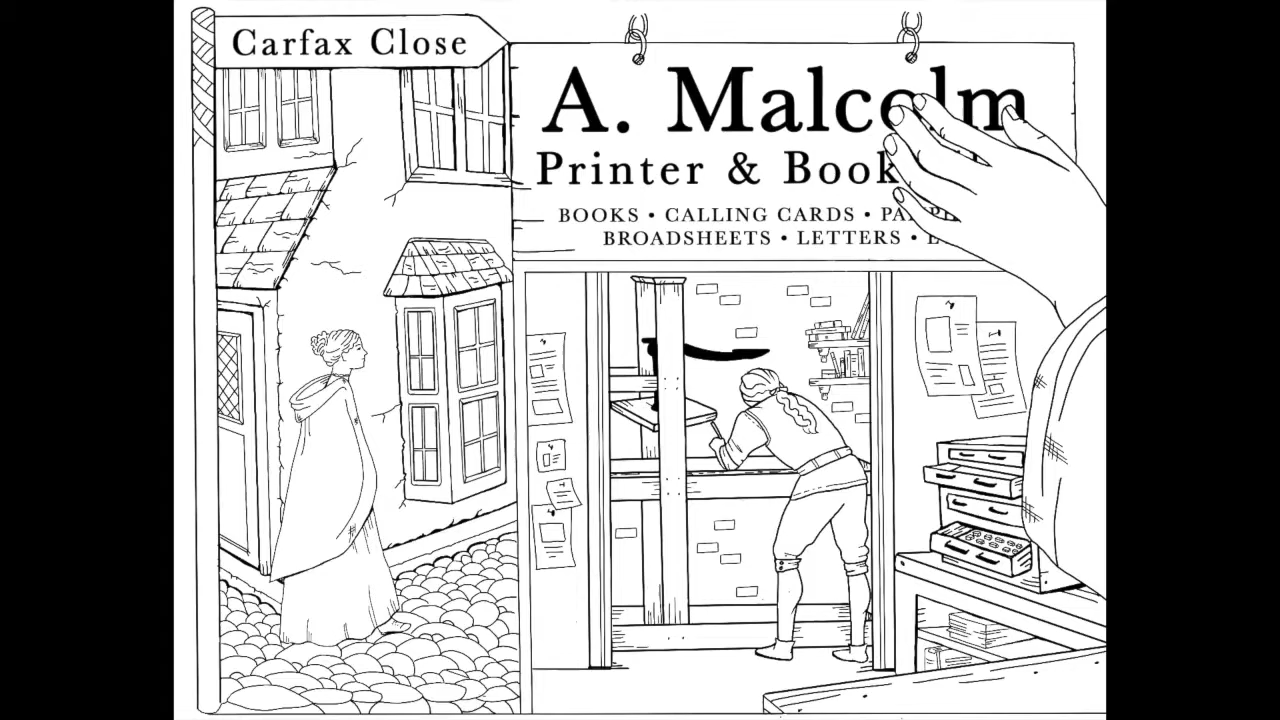 Carfax Close
A. Malcolm
Printer & Book
BOOKS • CALLING CARDS •
BROADSHEETS • LETTERS •